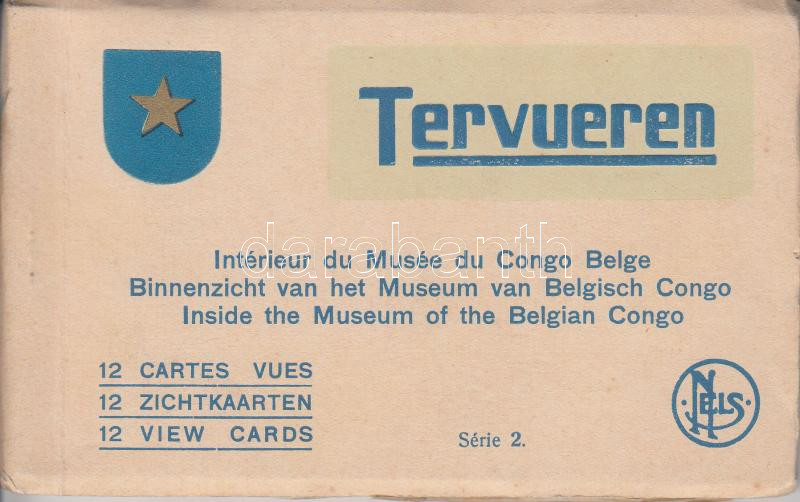 Tervueren
Intérieur du Musée du Congo Belge
darabanth
Binnenzicht van het Museum van Belgisch Congo
Inside the Museum of the Belgian Congo
12 CARTES VUES
12 ZICHTKAARTEN
12 VIEW CARDS
Série 2.
NELS